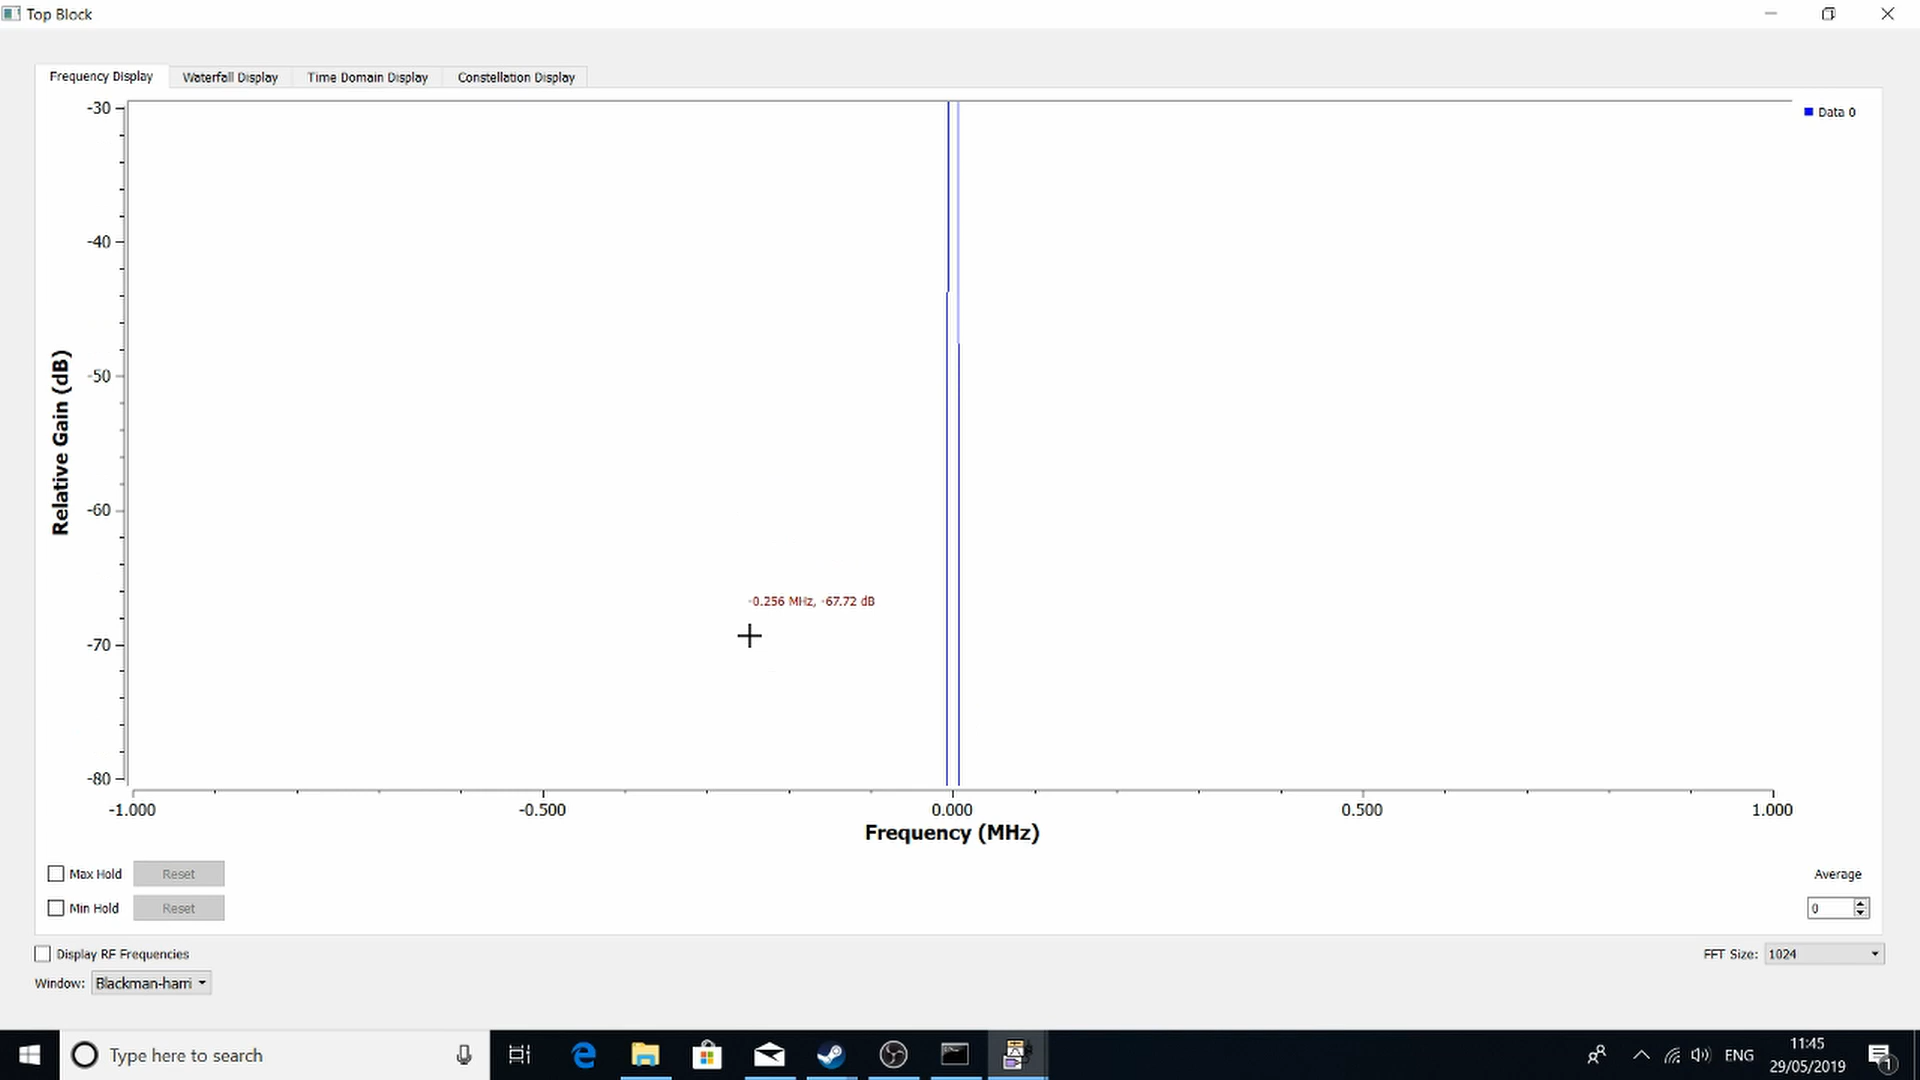 Top Block
Frequency Display Waterfall Display Time Domain Display Constellation Display
-30
-40
-50
-60
-70
-80
Relative Gain (dB)
Data 0
-0.256 MHz, -67.72 dB
-1.000 -0.500 0.000 0.500 1.000
Frequency (MHz)
Max Hold Reset
Average
Min Hold Reset
0
Display RF Frequencies
FFT Size: 1024
Window: Blackman-harri
Type here to search
ENG
11:45
29/05/2019
1